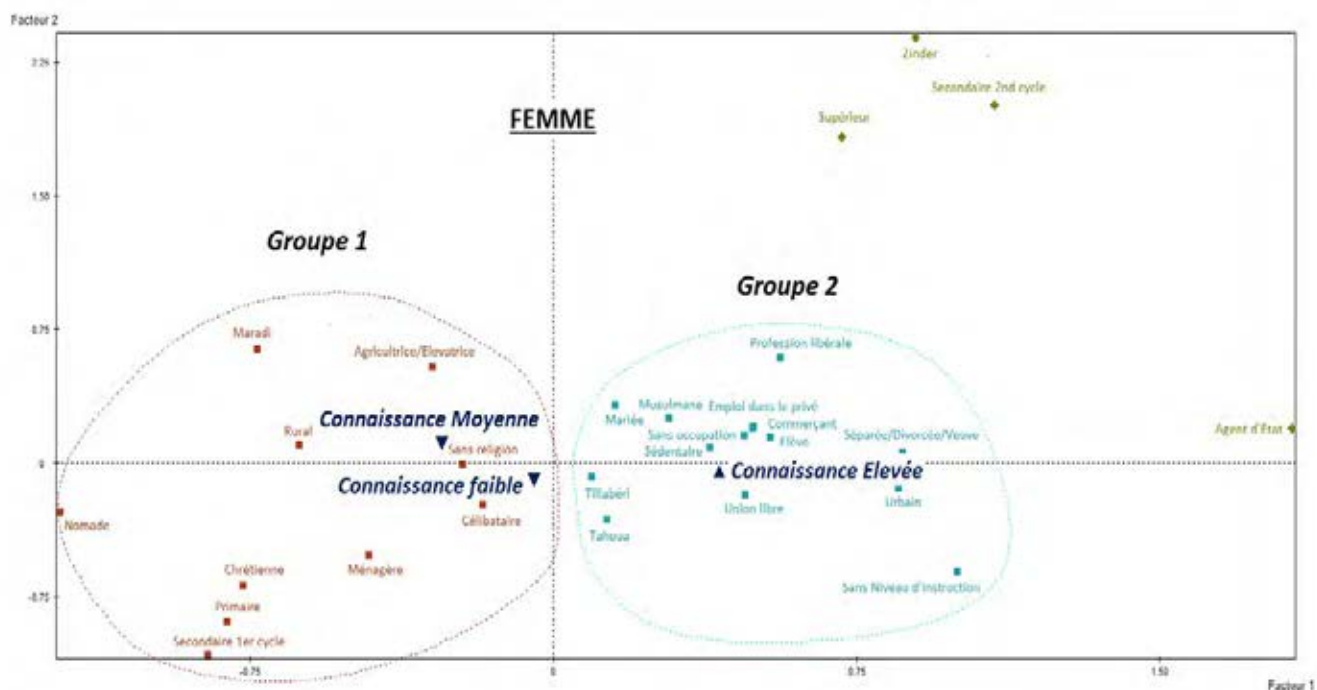 Facteur 2
2.25
Zinder
Secondaire 2nd cycle
Supérieur
FEMME
1.50
Groupe 1
Groupe 2
0.75
Maradi
Agricultrice/Elevatrice
Profession libérale
Connaissance Moyenne
Mariée
Musulmane
Emploi dans le privé
Commerçant
Rural
Sans occupation
Elève
Séparée/Divorcée/Veuve
Agent d'Etat
Sans religion
Sédentaire
0
Connaissance faible
Connaissance Elevée
Nomade
Célibataire
Tillabéri
Union libre
Urbain
Tahoua
Chrétienne
Ménagère
Sans Niveau d'instruction
-0.75
Primaire
Secondaire 1er cycle
-0.75
0
0.75
1.50
Facteur 1